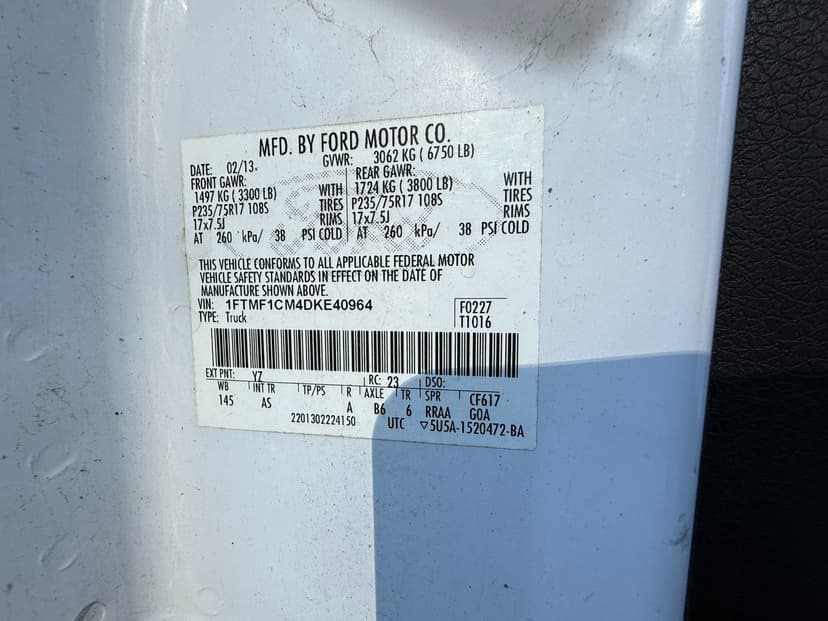 MFD. BY FORD MOTOR CO.
DATE: 02/13 GVWR: 3062 KG ( 6750 LB)
FRONT GAWR: REAR GAWR:
1497 KG ( 3300 LB) WITH 1724 KG ( 3800 LB) WITH
P235/75R17 108S TIRES P235/75R17 108S TIRES
17x7.5J RIMS 17x7.5J RIMS
AT 260 kPa/ 38 PSI COLD AT 260 kPa/ 38 PSI COLD
THIS VEHICLE CONFORMS TO ALL APPLICABLE FEDERAL MOTOR
VEHICLE SAFETY STANDARDS IN EFFECT ON THE DATE OF
MANUFACTURE SHOWN ABOVE.
VIN: 1FTMF1CM4DKE40964 F0227
TYPE: Truck T1016
EXT PNT: YZ RC: 23 DSO:
WB INT TR TP/PS R AXLE TR SPR CF617
145 AS A B6 6 RRAA GOA
2201302224150 UTC ▽5U5A-1520472-BA